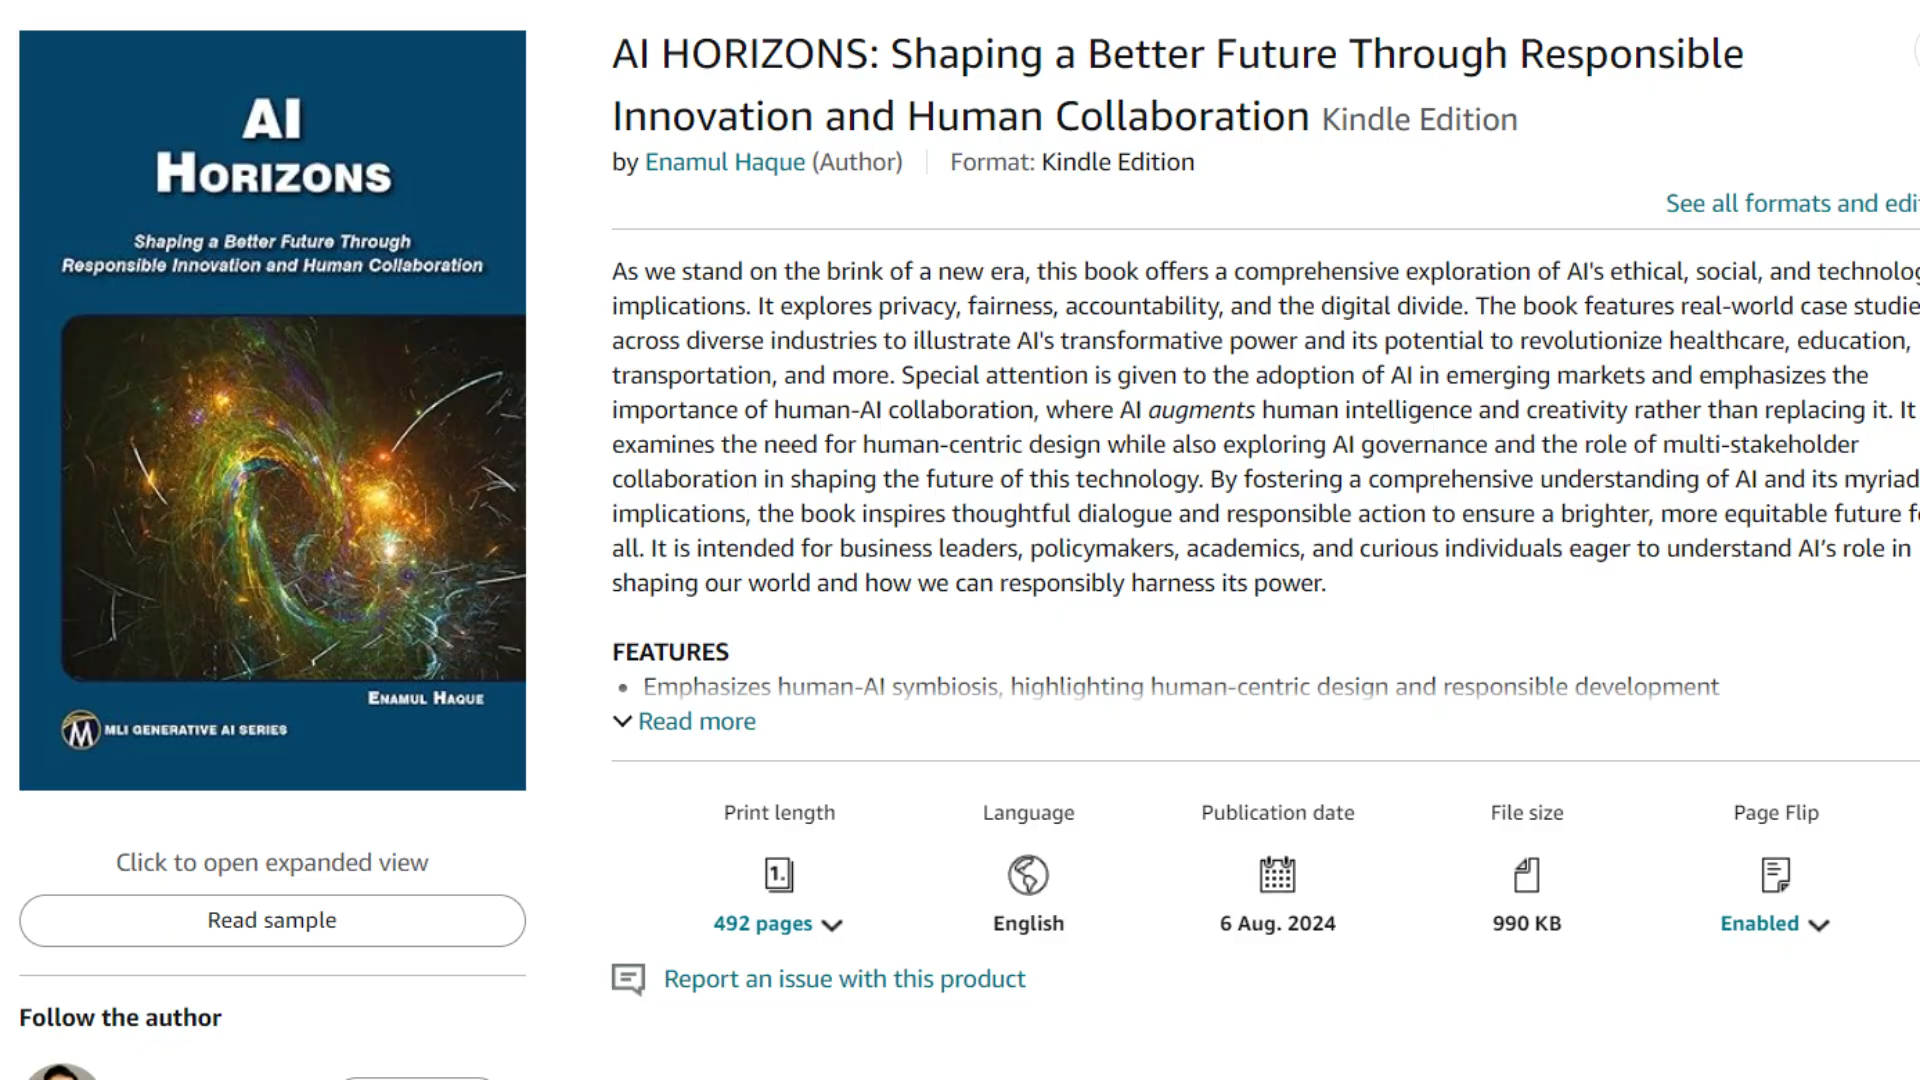 AI
HORIZONS
Shaping a Better Future Through
Responsible Innovation and Human Collaboration
ENAMUL HAQUE
M
MLI GENERATIVE AI SERIES
Click to open expanded view
Read sample
Follow the author
AI HORIZONS: Shaping a Better Future Through Responsible
Innovation and Human Collaboration Kindle Edition
by Enamul Haque (Author) Format: Kindle Edition
See all formats and
As we stand on the brink of a new era, this book offers a comprehensive exploration of AI's ethical, social, and
implications. It explores privacy, fairness, accountability, and the digital divide. The book features real-world case
across diverse industries to illustrate AI's transformative power and its potential to revolutionize healthcare, education,
transportation, and more. Special attention is given to the adoption of AI in emerging markets and emphasizes the
importance of human-AI collaboration, where AI augments human intelligence and creativity rather than replacing it. It
examines the need for human-centric design while also exploring AI governance and the role of multi-stakeholder
collaboration in shaping the future of this technology. By fostering a comprehensive understanding of AI and its myriad
implications, the book inspires thoughtful dialogue and responsible action to ensure a brighter, more equitable future
all. It is intended for business leaders, policymakers, academics, and curious individuals eager to understand AI’s role in
shaping our world and how we can responsibly harness its power.
FEATURES
• Emphasizes human-AI symbiosis, highlighting human-centric design and responsible development
Read more
Print length Language Publication date File size Page Flip
1.
492 pages English 6 Aug. 2024 990 KB Enabled
Report an issue with this product